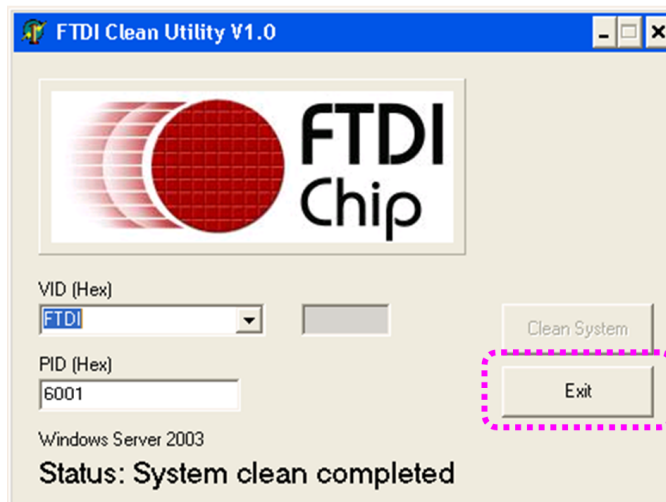 FTDI Clean Utility V1.0
FTDI
Chip
VID (Hex)
FTDI
Clean System
PID (Hex)
6001
Exit
Windows Server 2003
Status: System clean completed